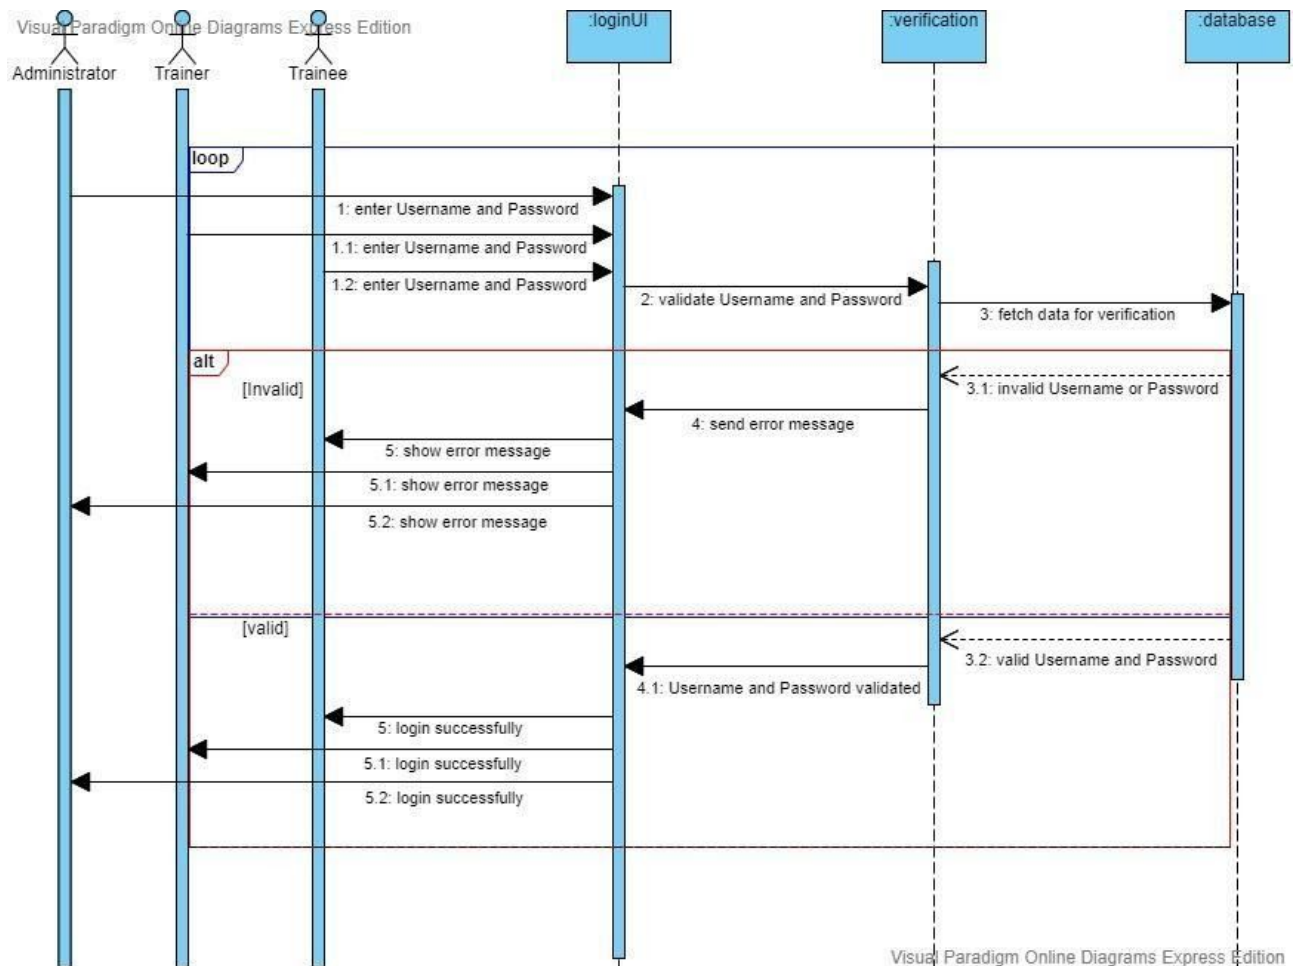 Visual Paradigm Online Diagrams Express Edition
:loginUI
:verification
:database
Administrator
Trainer
Trainee
loop
1: enter Username and Password
1.1: enter Username and Password
1.2: enter Username and Password
2: validate Username and Password
3: fetch data for verification
alt
[Invalid]
3.1: invalid Username or Password
4: send error message
5: show error message
5.1: show error message
5.2: show error message
[valid]
3.2: valid Username and Password
4.1: Username and Password validated
5: login successfully
5.1: login successfully
5.2: login successfully
Visual Paradigm Online Diagrams Express Edition